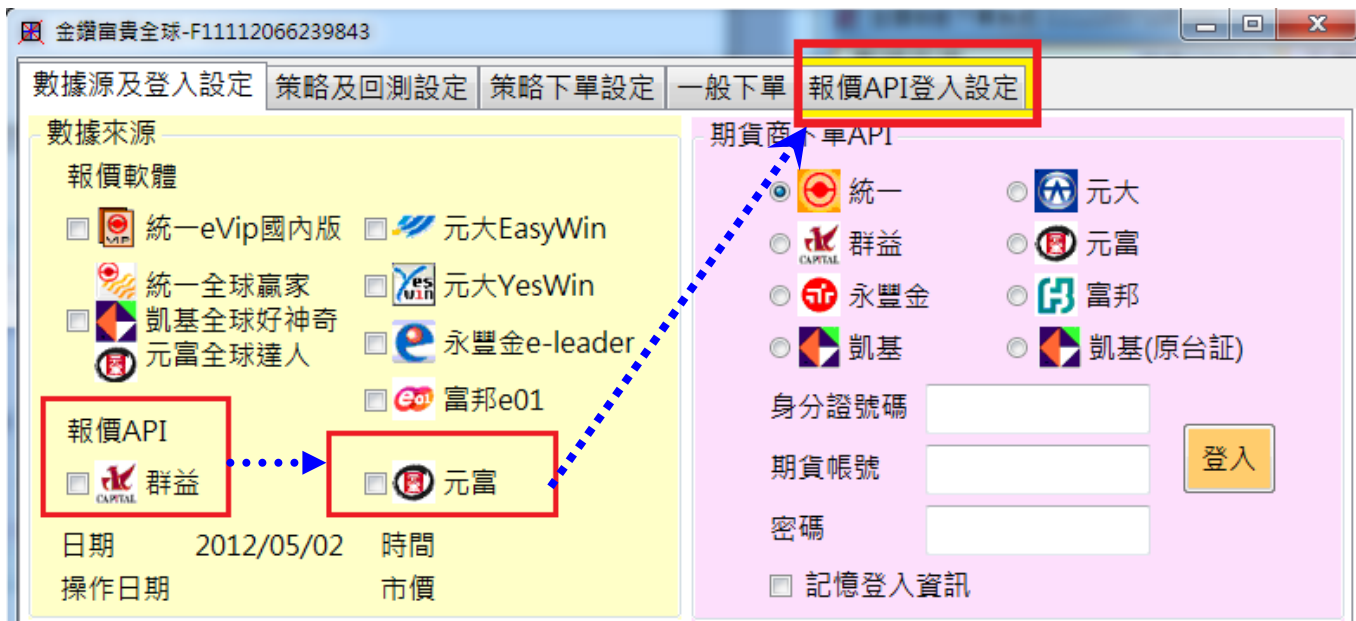 金鑽富貴全球-F11112066239843
數據源及登入設定 策略及回測設定 策略下單設定 一般下單 報價API登入設定
數據來源
報價軟體
統一eVip國內版 元大EasyWin
統一全球贏家 元大YesWin
凱基全球好神奇
元富全球達人 永豐金e-leader
富邦e01
報價API
群益 元富
日期 2012/05/02 時間
操作日期 市價
期貨商下單API
統一 元大
群益 元富
永豐金 富邦
凱基 凱基(原台証)
身分證號碼
期貨帳號
密碼
登入
記憶登入資訊